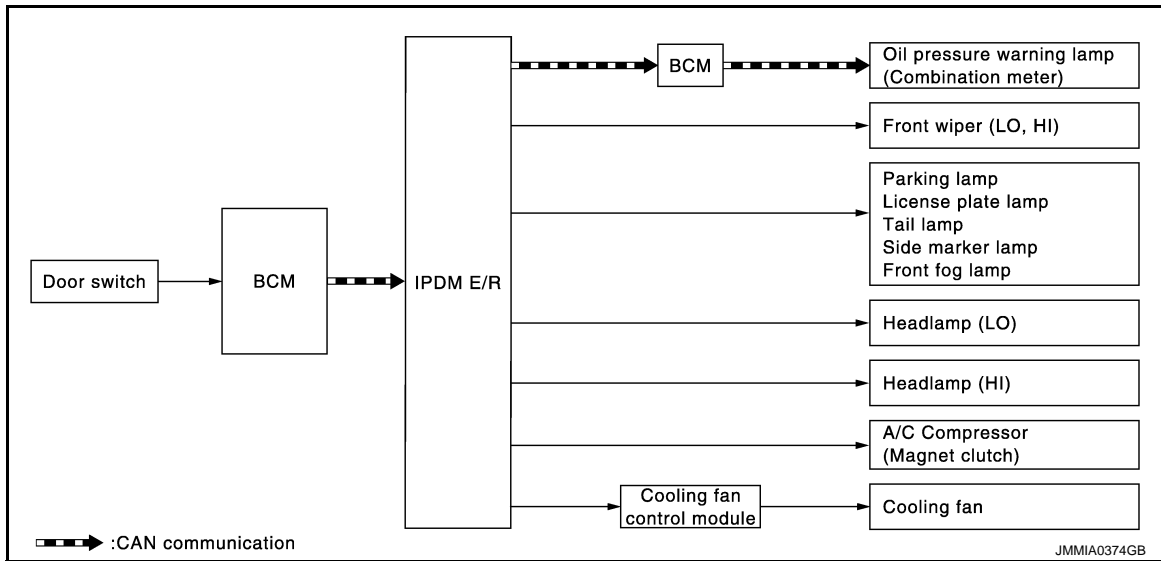 Door switch
BCM
IPDM E/R
BCM
Oil pressure warning lamp
(Combination meter)
Front wiper (LO, HI)
Parking lamp
License plate lamp
Tail lamp
Side marker lamp
Front fog lamp
Headlamp (LO)
Headlamp (HI)
A/C Compressor
(Magnet clutch)
Cooling fan
control module
Cooling fan
:CAN communication
JMMIA0374GB